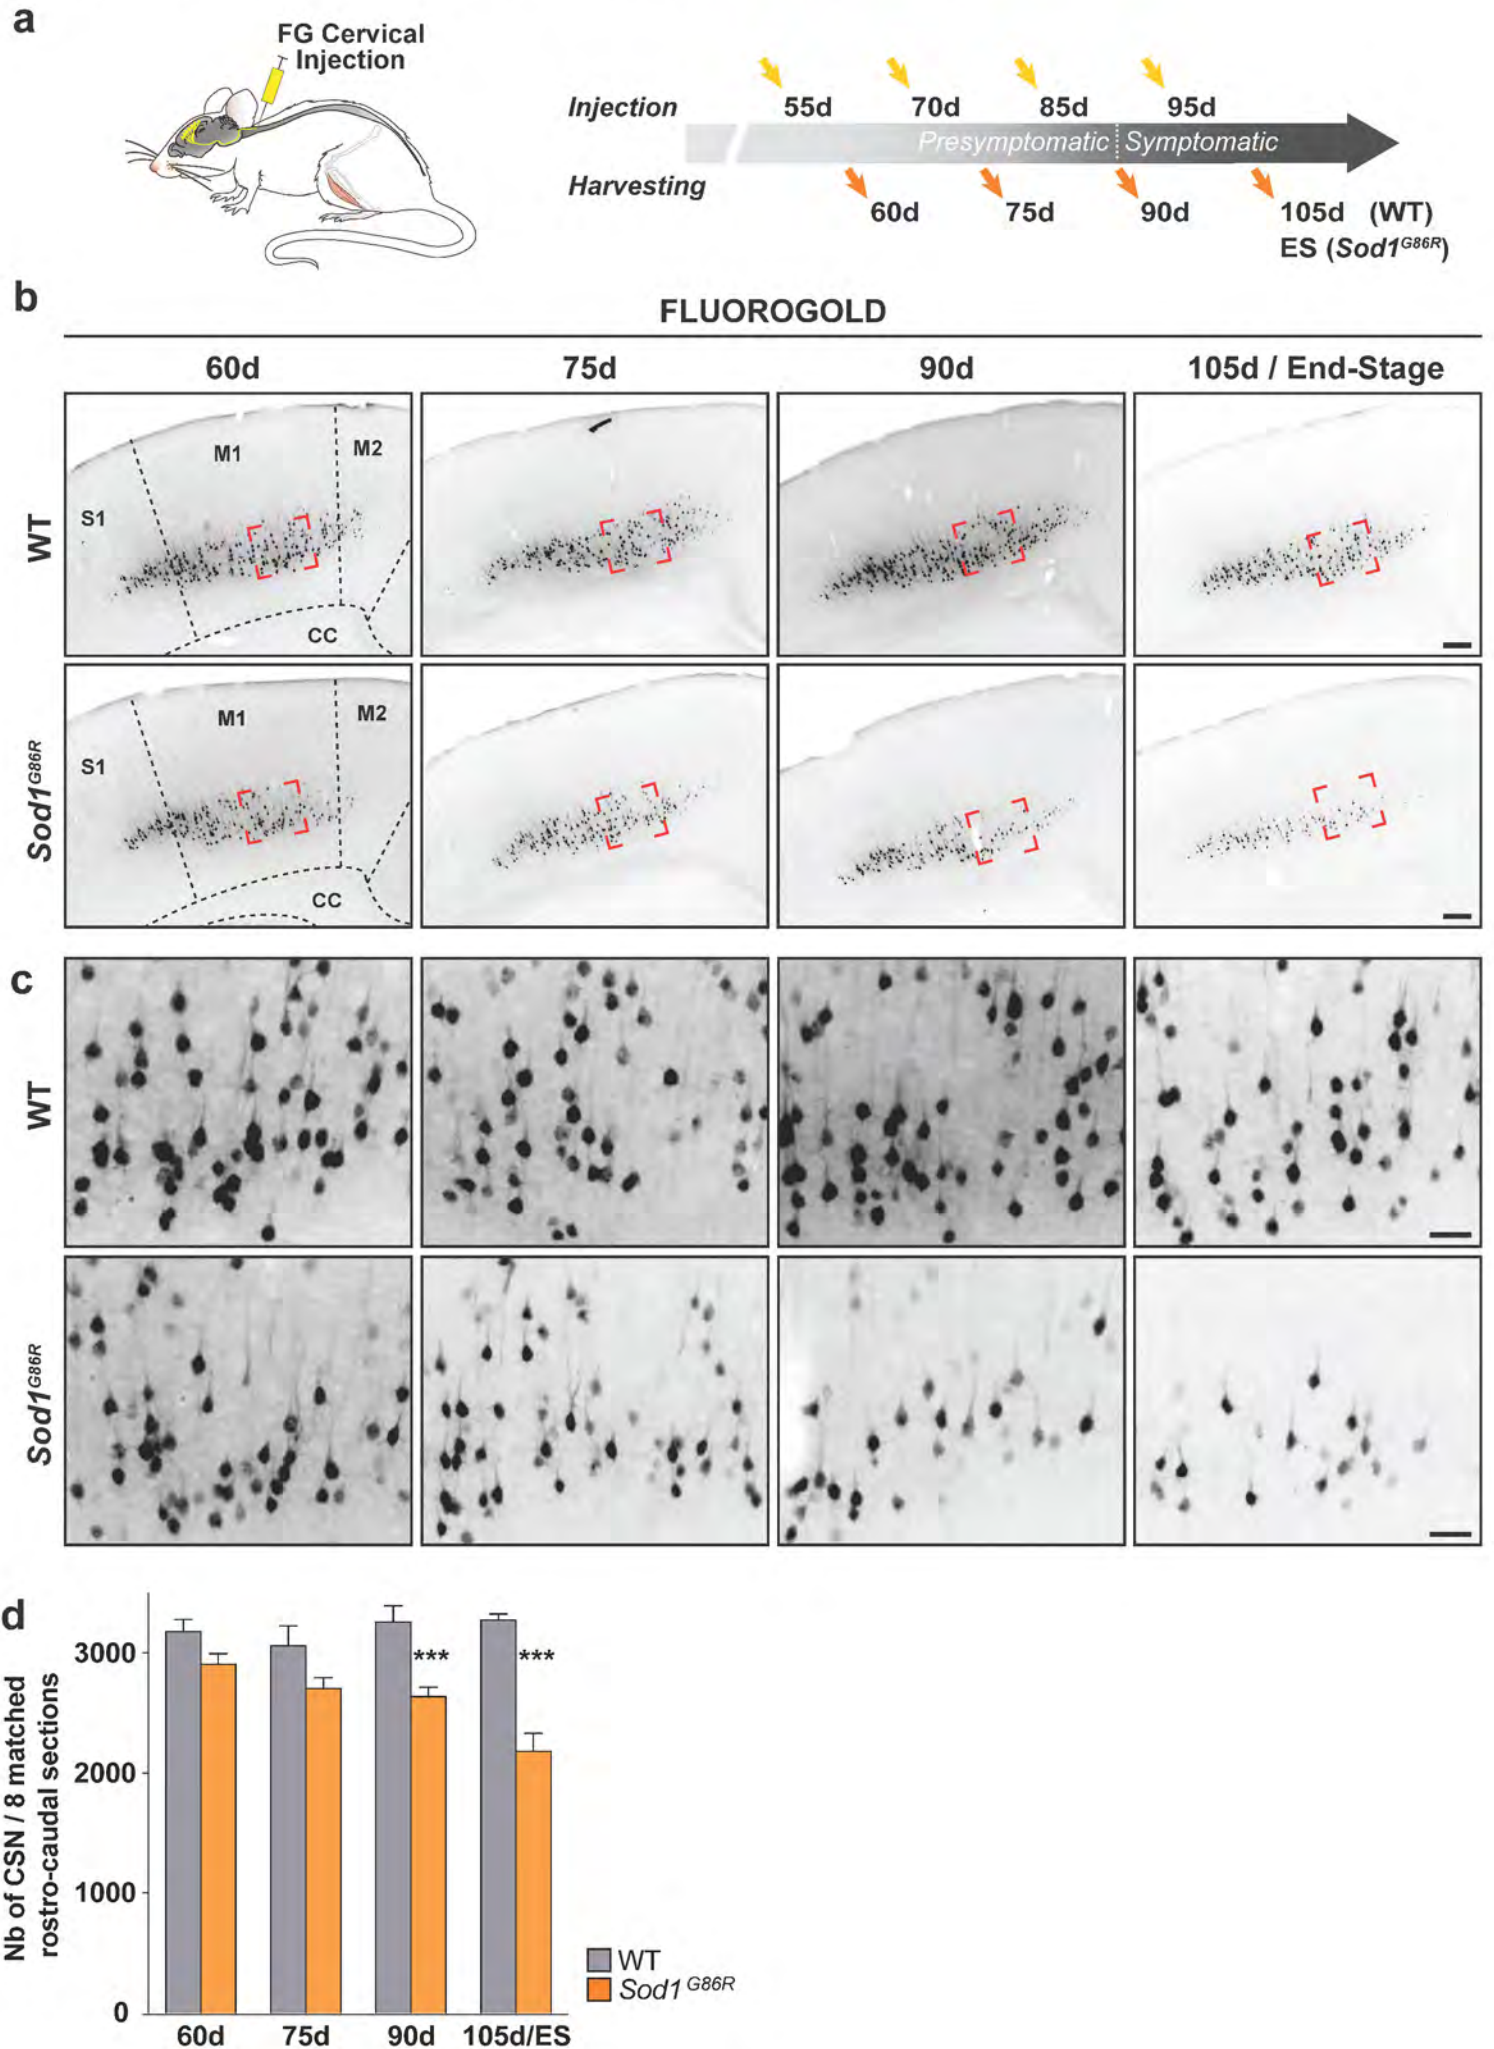 a
FG Cervical
Injection
Injection
55d 70d 85d 95d
Presymptomatic Symptomatic
Harvesting
60d 75d 90d 105d (WT)
ES (Sod1G86R)
b
FLUOROGOLD
60d 75d 90d 105d / End-Stage
WT
M1 M2
S1
CC
Sod1G86R
M1 M2
S1
CC
c
WT
Sod1G86R
d
Nb of CSN / 8 matched
rostro-caudal sections
3000
2000
1000
0
*** ***
60d 75d 90d 105d/ES
WT
Sod1 G86R